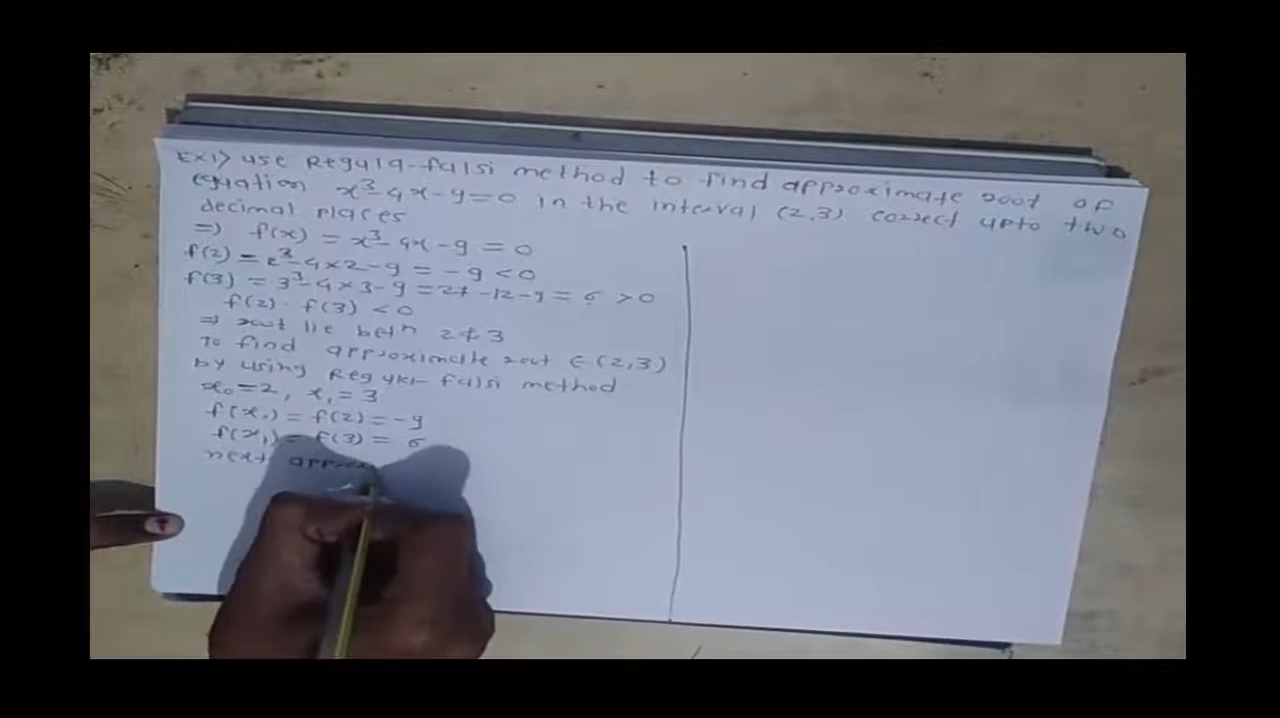 EX1> use Regula-falsi method to find approximate root of
equation x³-4x-9=0 in the interval (2,3) correct upto two
decimal places
=> f(x) = x³-4x-9 = 0
f(2) = 2³-4×2-9 = -9 <0
f(3) = 3³-4×3-9 = 27-12-9 = 6 >0
f(2)·f(3) <0
=> root lie betⁿ 2 & 3
To find approximate root ∈ (2,3)
by using Regula-falsi method
x₀=2, x₁=3
f(x₀) = f(2) = -9
f(x₁) = f(3) = 6
next approx